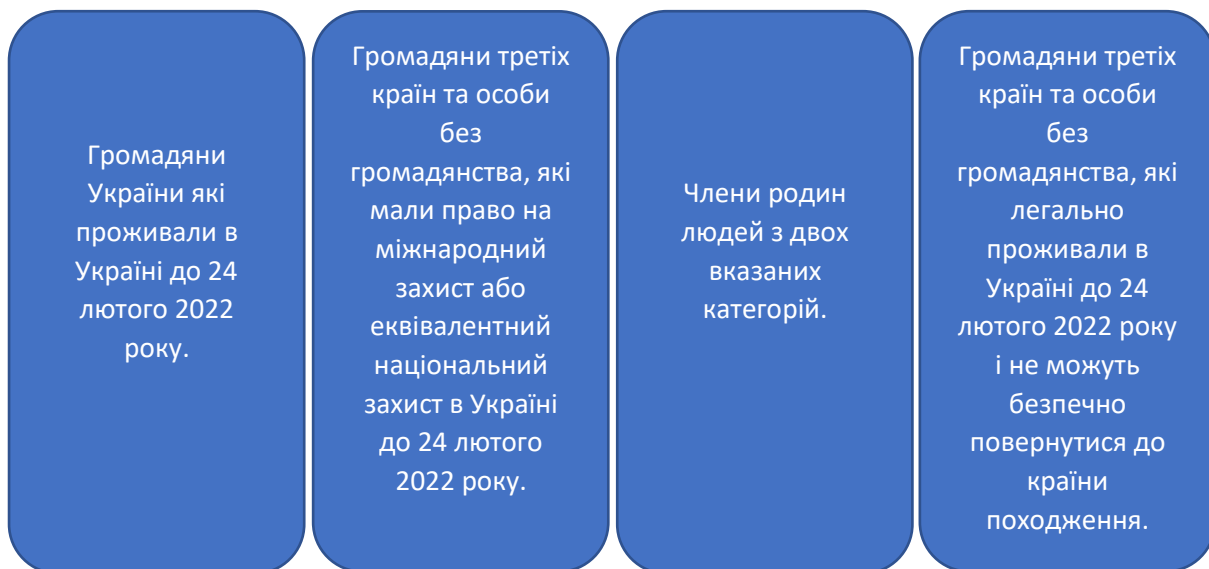 Громадяни
України які
проживали в
Україні до 24
лютого 2022
року.
Громадяни третіх
країн та особи
без
громадянства, які
мали право на
міжнародний
захист або
еквівалентний
національний
захист в Україні
до 24 лютого
2022 року.
Члени родин
людей з двох
вказаних
категорій.
Громадяни третіх
країн та особи
без
громадянства, які
легально
проживали в
Україні до 24
лютого 2022 року
і не можуть
безпечно
повернутися до
країни
походження.